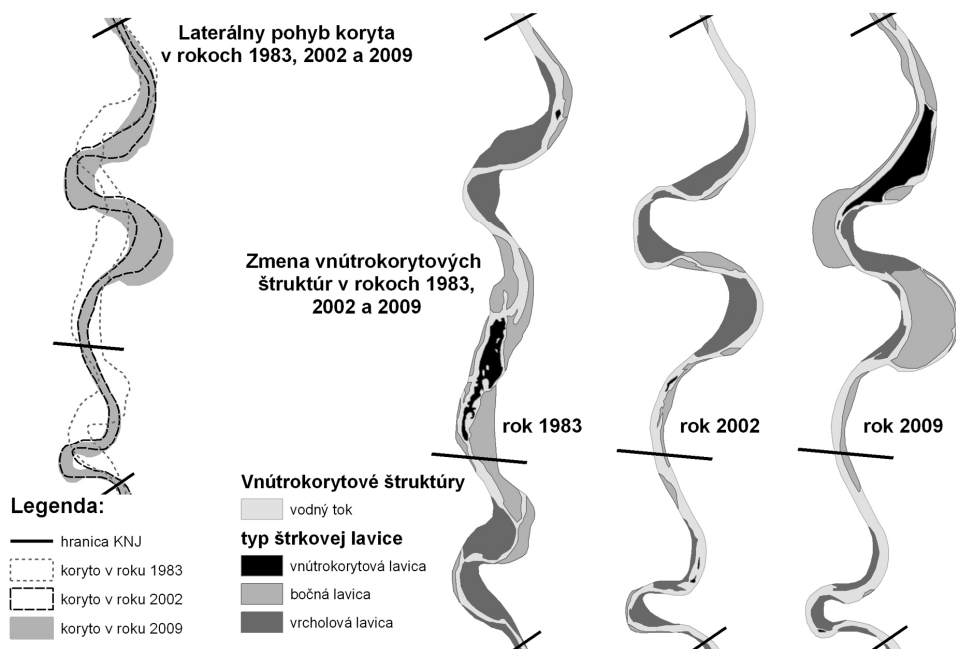 Laterálny pohyb koryta
v rokoch 1983, 2002 a 2009
Zmena vnútrokorytových
štruktúr v rokoch 1983,
2002 a 2009
rok 1983
rok 2002
rok 2009
Legenda:
hranica KNJ
koryto v roku 1983
koryto v roku 2002
koryto v roku 2009
Vnútrokorytové štruktúry
vodný tok
typ štrkovej lavice
vnútrokorytová lavica
bočná lavica
vrcholová lavica